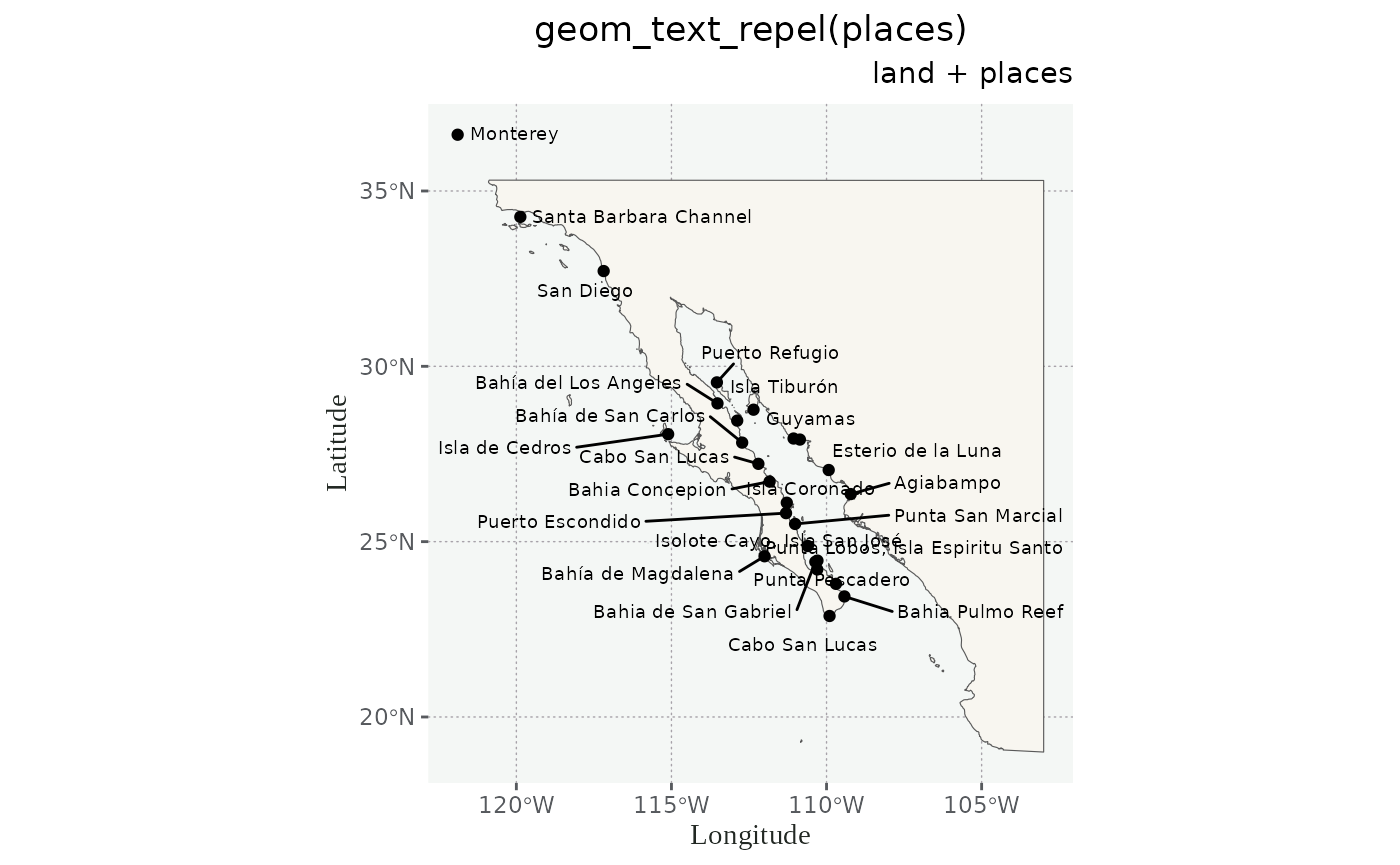 geom_text_repel(places)
land + places
Monterey
35°N
Santa Barbara Channel
San Diego
Puerto Refugio
30°N
Bahía del Los Angeles
Isla Tiburón
Bahía de San Carlos
Guyamas
Isla de Cedros
Esterio de la Luna
Cabo San Lucas
Agiabampo
Bahia Concepion
Isla Coronado
Puerto Escondido
Punta San Marcial
25°N
Isolote Cayo, Isla San José
Punta Lobos, Isla Espiritu Santo
Bahía de Magdalena
Punta Pescadero
Bahia de San Gabriel
Bahia Pulmo Reef
Cabo San Lucas
20°N
Latitude
120°W
115°W
110°W
105°W
Longitude